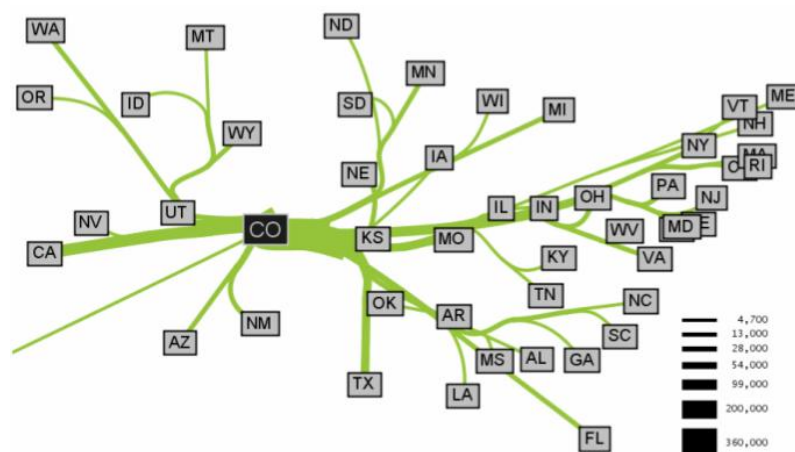 WA
MT
ND
OR
ID
WY
SD
MN
WI
MI
VT
ME
NH
NY
MA
RI
NE
IA
PA
NJ
NV
UT
CO
KS
MO
IL
IN
OH
MD
CA
WV
VA
KY
TN
AZ
NM
OK
AR
NC
SC
TX
LA
MS
AL
GA
FL
4,700
13,000
28,000
54,000
99,000
200,000
360,000